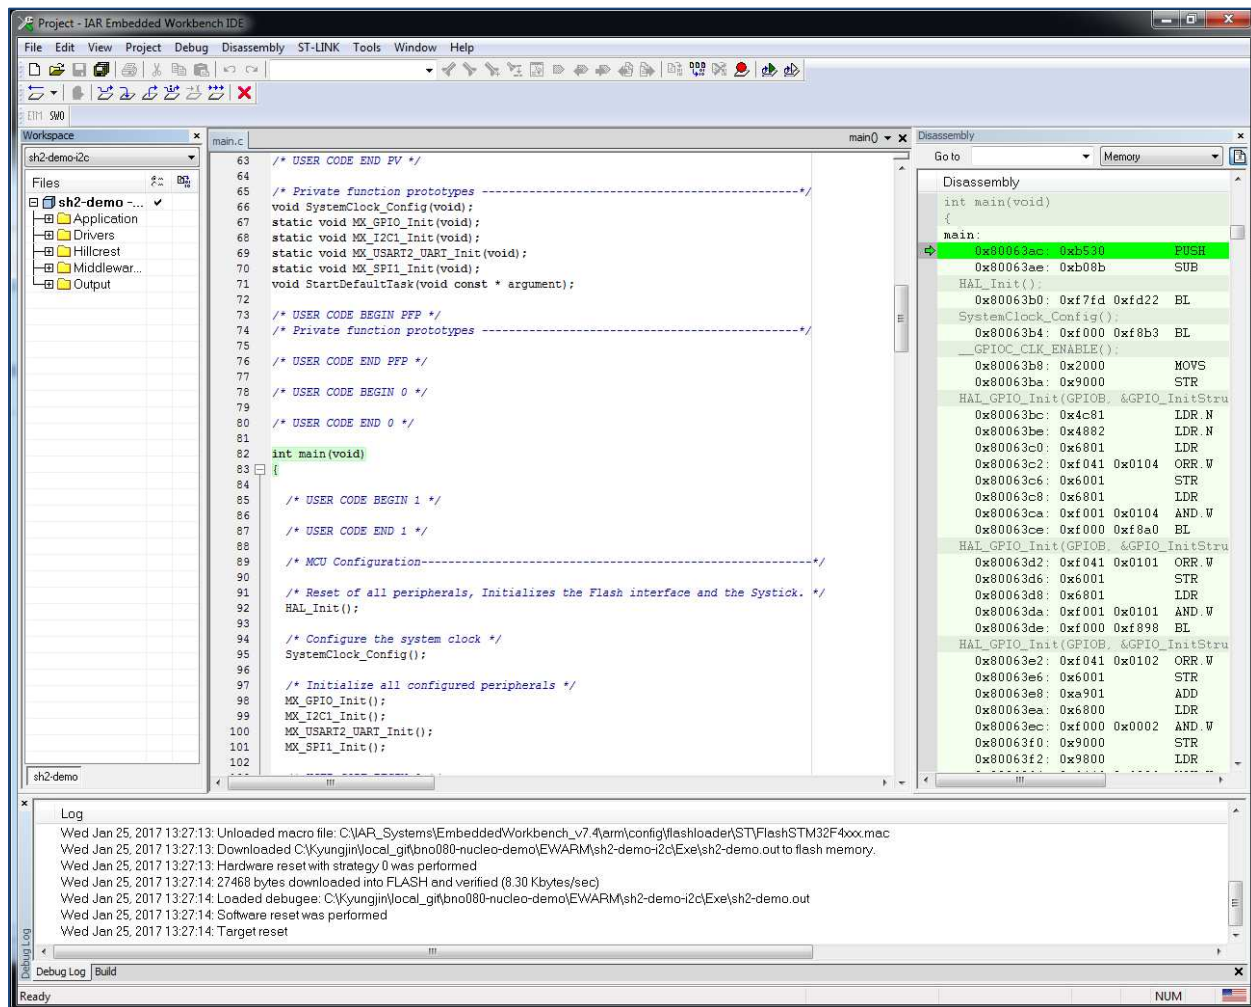 Project - IAR Embedded Workbench IDE
File Edit View Project Debug Disassembly ST-LINK Tools Window Help
ETM SWO
Workspace
sh2-demo-i2c
Files
sh2-demo -...
Application
Drivers
Hillcrest
Middlewar...
Output
sh2-demo
main.c
main()
63 /* USER CODE END PV */
64
65 /* Private function prototypes -----------------------------------------------*/
66 void SystemClock_Config(void);
67 static void MX_GPIO_Init(void);
68 static void MX_I2C1_Init(void);
69 static void MX_USART2_UART_Init(void);
70 static void MX_SPI1_Init(void);
71 void StartDefaultTask(void const * argument);
72
73 /* USER CODE BEGIN PFP */
74 /* Private function prototypes -----------------------------------------------*/
75
76 /* USER CODE END PFP */
77
78 /* USER CODE BEGIN 0 */
79
80 /* USER CODE END 0 */
81
82 int main(void)
83 {
84
85 /* USER CODE BEGIN 1 */
86
87 /* USER CODE END 1 */
88
89 /* MCU Configuration----------------------------------------------------------*/
90
91 /* Reset of all peripherals, Initializes the Flash interface and the Systick. */
92 HAL_Init();
93
94 /* Configure the system clock */
95 SystemClock_Config();
96
97 /* Initialize all configured peripherals */
98 MX_GPIO_Init();
99 MX_I2C1_Init();
100 MX_USART2_UART_Init();
101 MX_SPI1_Init();
102
Disassembly
Go to Memory
Disassembly
int main(void)
{
main:
0x80063ac: 0xb530 PUSH
0x80063ae: 0xb08b SUB
HAL_Init();
0x80063b0: 0xf7fd 0xfd22 BL
SystemClock_Config();
0x80063b4: 0xf000 0xf8b3 BL
__GPIOC_CLK_ENABLE();
0x80063b8: 0x2000 MOVS
0x80063ba: 0x9000 STR
HAL_GPIO_Init(GPIOB, &GPIO_InitStru
0x80063bc: 0x4c81 LDR.N
0x80063be: 0x4882 LDR.N
0x80063c0: 0x6801 LDR
0x80063c2: 0xf041 0x0104 ORR.W
0x80063c6: 0x6001 STR
0x80063c8: 0x6801 LDR
0x80063ca: 0xf001 0x0104 AND.W
0x80063ce: 0xf000 0xf8a0 BL
HAL_GPIO_Init(GPIOB, &GPIO_InitStru
0x80063d2: 0xf041 0x0101 ORR.W
0x80063d6: 0x6001 STR
0x80063d8: 0x6801 LDR
0x80063da: 0xf001 0x0101 AND.W
0x80063de: 0xf000 0xf898 BL
HAL_GPIO_Init(GPIOB, &GPIO_InitStru
0x80063e2: 0xf041 0x0102 ORR.W
0x80063e6: 0x6001 STR
0x80063e8: 0xa901 ADD
0x80063ea: 0x6800 LDR
0x80063ec: 0xf000 0x0002 AND.W
0x80063f0: 0x9000 STR
0x80063f2: 0x9800 LDR
Log
Wed Jan 25, 2017 13:27:13: Unloaded macro file: C:\IAR_Systems\EmbeddedWorkbench_v7.4\arm\config\flashloader\ST\FlashSTM32F4xxx.mac
Wed Jan 25, 2017 13:27:13: Downloaded C:\Kyungjin\local_git\bno080-nucleo-demo\EWARM\sh2-demo-i2c\Exe\sh2-demo.out to flash memory.
Wed Jan 25, 2017 13:27:13: Hardware reset with strategy 0 was performed
Wed Jan 25, 2017 13:27:14: 27468 bytes downloaded into FLASH and verified (8.30 Kbytes/sec)
Wed Jan 25, 2017 13:27:14: Loaded debugee: C:\Kyungjin\local_git\bno080-nucleo-demo\EWARM\sh2-demo-i2c\Exe\sh2-demo.out
Wed Jan 25, 2017 13:27:14: Software reset was performed
Wed Jan 25, 2017 13:27:14: Target reset
Debug Log
Debug Log Build
Ready NUM